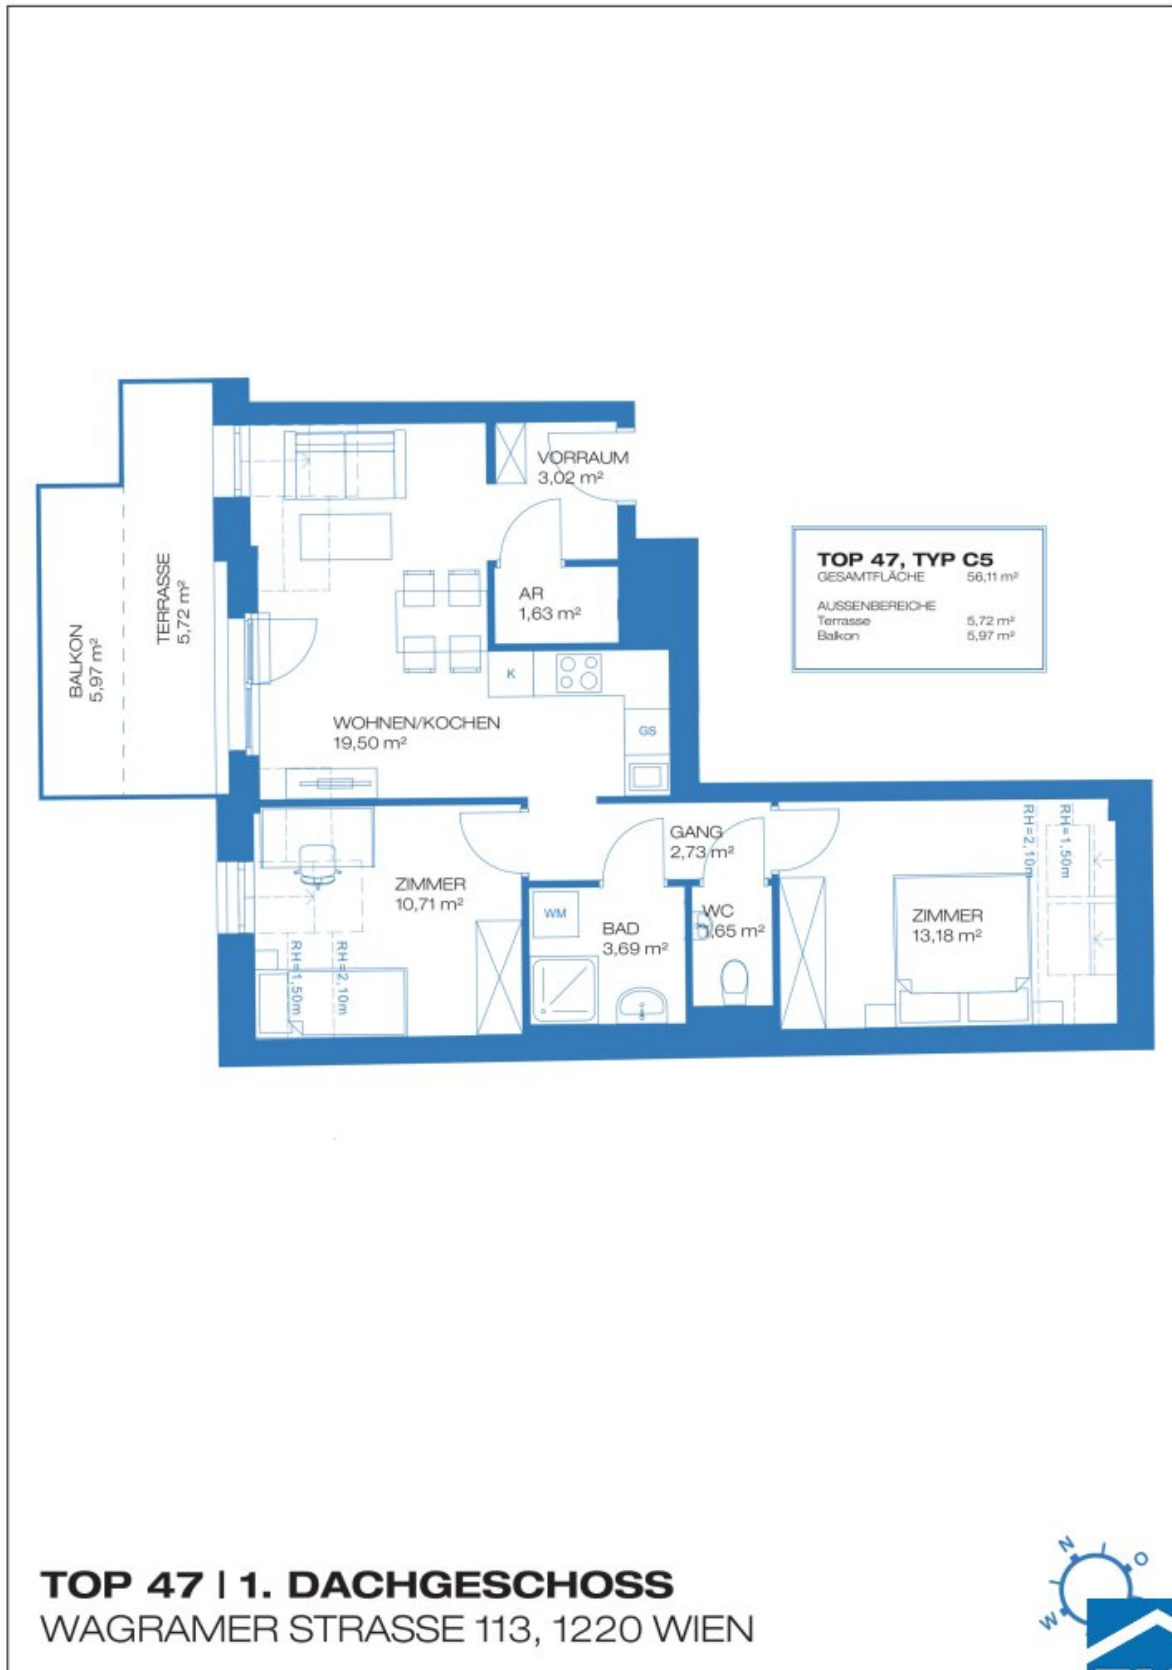 VORRAUM
3,02 m²
TOP 47, TYP C5
GESAMTFLÄCHE 56,11 m²
AUSSENBEREICHE
Terrasse 5,72 m²
Balkon 5,97 m²
AR
1,63 m²
TERRASSE
5,72 m²
BALKON
5,97 m²
K
WOHNEN/KOCHEN
19,50 m²
GS
GANG
2,73 m²
RH=2,10m
RH=1,50m
ZIMMER
10,71 m²
WM
BAD
3,69 m²
WC
1,65 m²
ZIMMER
13,18 m²
RH=1,50m
RH=2,10m
TOP 47 | 1. DACHGESCHOSS
WAGRAMER STRASSE 113, 1220 WIEN
N
O
W